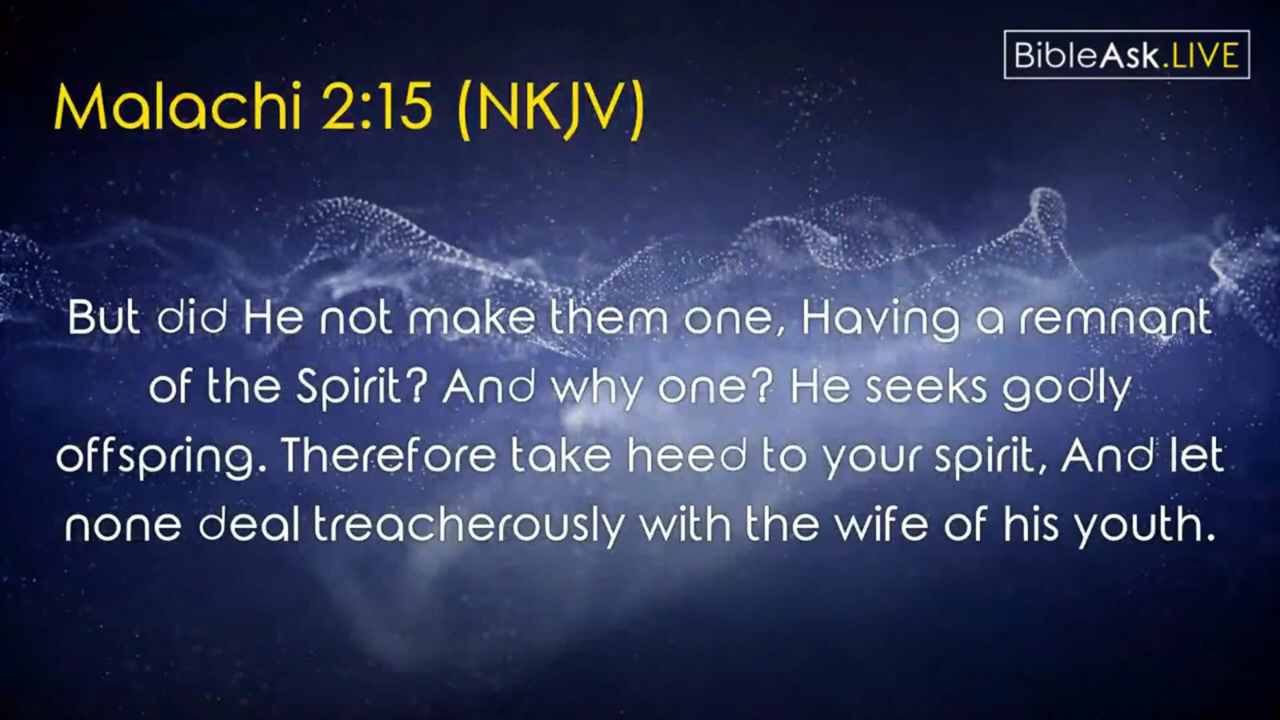 BibleAsk.LIVE
Malachi 2:15 (NKJV)
But did He not make them one, Having a remnant
of the Spirit? And why one? He seeks godly
offspring. Therefore take heed to your spirit, And let
none deal treacherously with the wife of his youth.